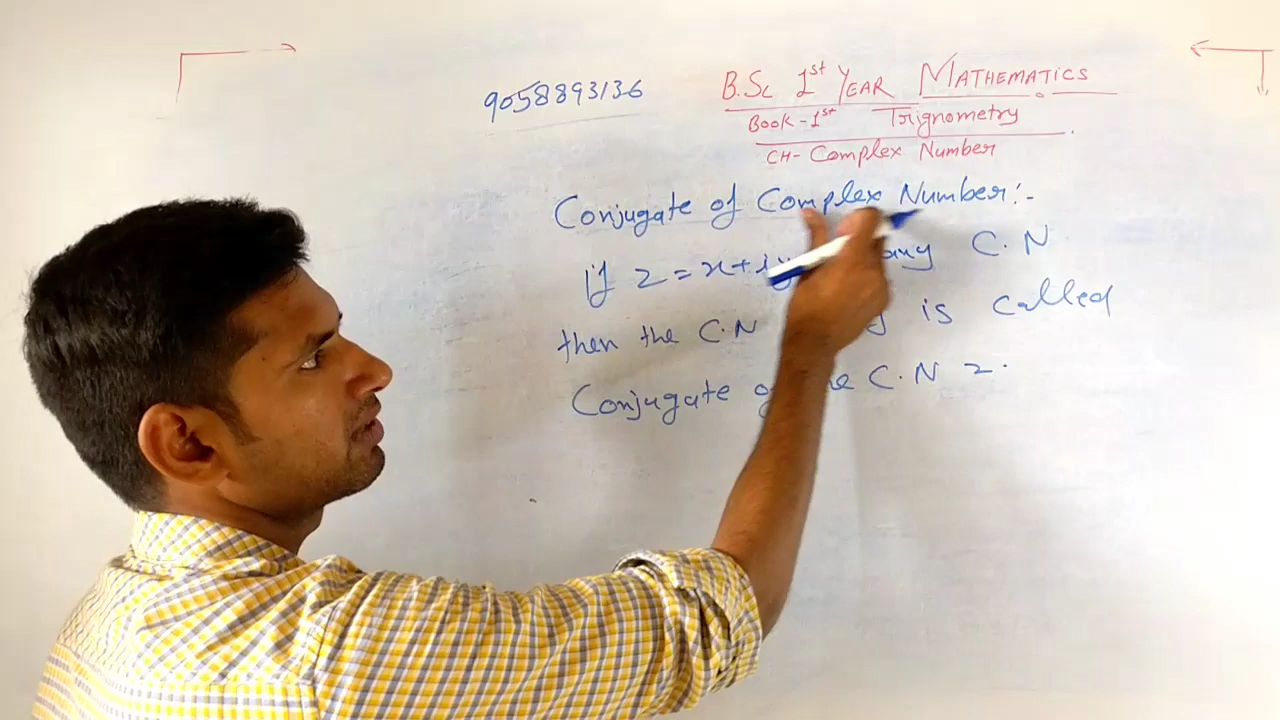 9058893136
B.Sc 1st YEAR MATHEMATICS
Book-1st Trignometry
CH- Complex Number
Conjugate of Complex Number:-
if z = x+iy any C.N
then the C.N is called
Conjugate of the C.N z.